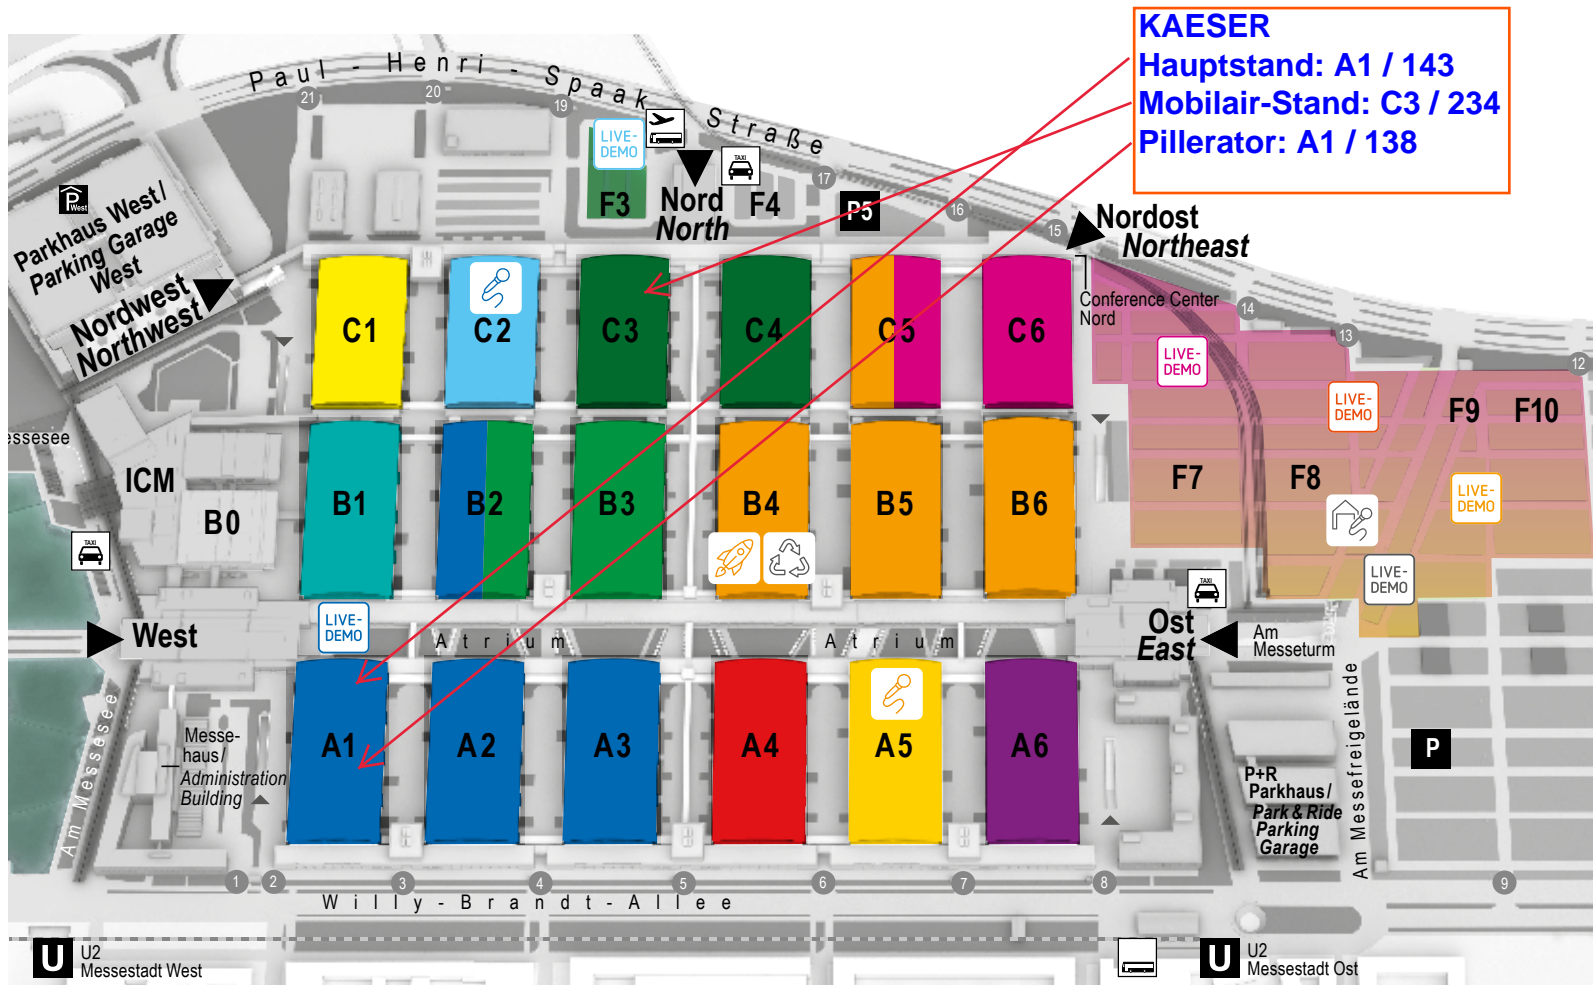 KAESER
Hauptstand: A1 / 143
Mobilair-Stand: C3 / 234
Pillerator: A1 / 138
Paul - Henri - Spaak Straße
21
20
19
17
16
15
14
13
12
LIVE-
DEMO
TAXI
F3
Nord
North
F4
P5
Nordost
Northeast
P
West
Parkhaus West /
Parking Garage
West
Nordwest
Northwest
Conference Center
Nord
C1
C2
C3
C4
C5
C6
LIVE-
DEMO
LIVE-
DEMO
F9
F10
essesee
ICM
B0
B1
B2
B3
B4
B5
B6
F7
F8
LIVE-
DEMO
TAXI
LIVE-
DEMO
TAXI
West
LIVE-
DEMO
Atrium
Atrium
Ost
East
Am
Messeturm
Am Messesee
Messe-
haus /
Administration
Building
A1
A2
A3
A4
A5
A6
P+R
Parkhaus /
Park & Ride
Parking
Garage
Am Messefreigelände
P
1
2
3
4
5
6
7
8
9
Willy-Brandt-Allee
U
U2
Messestadt West
U
U2
Messestadt Ost